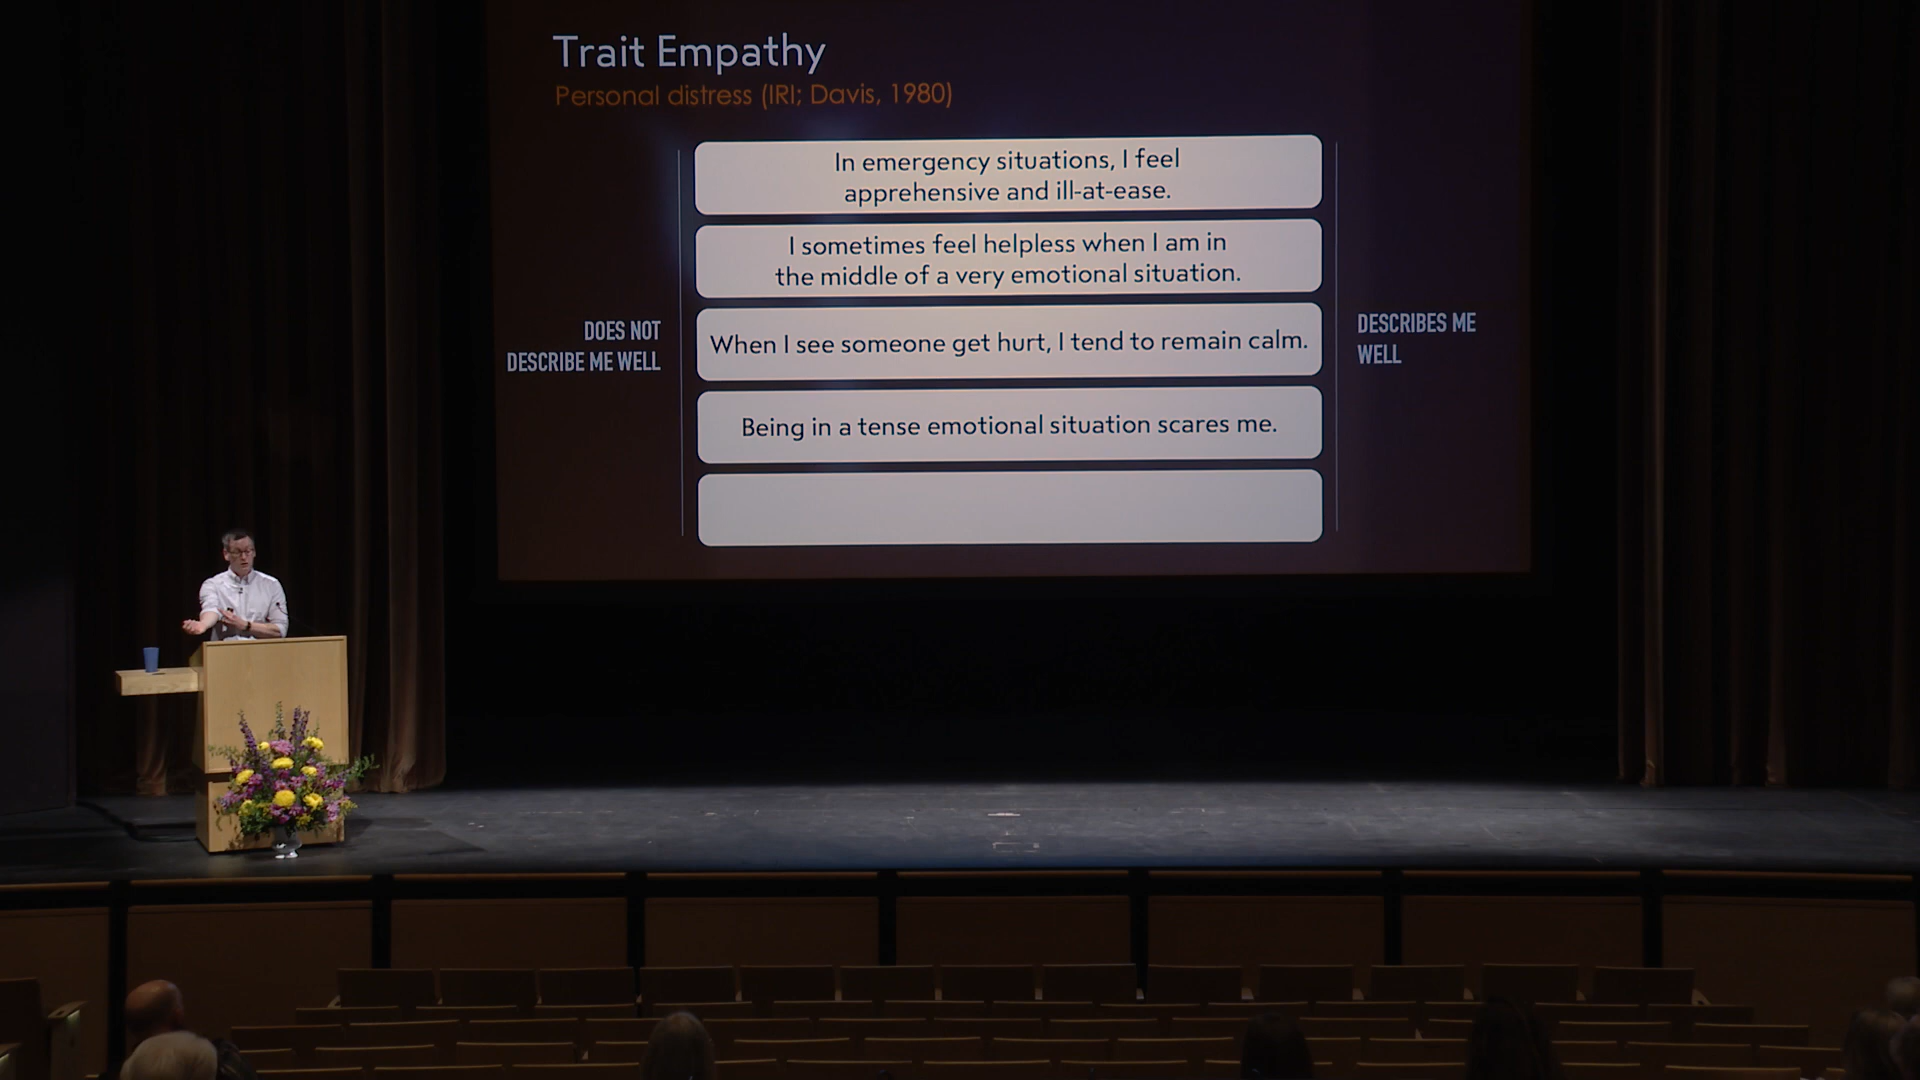 Trait Empathy
Personal distress (IRI; Davis, 1980)
In emergency situations, I feel
apprehensive and ill-at-ease.
I sometimes feel helpless when I am in
the middle of a very emotional situation.
When I see someone get hurt, I tend to remain calm.
Being in a tense emotional situation scares me.
DOES NOT
DESCRIBE ME WELL
DESCRIBES ME
WELL